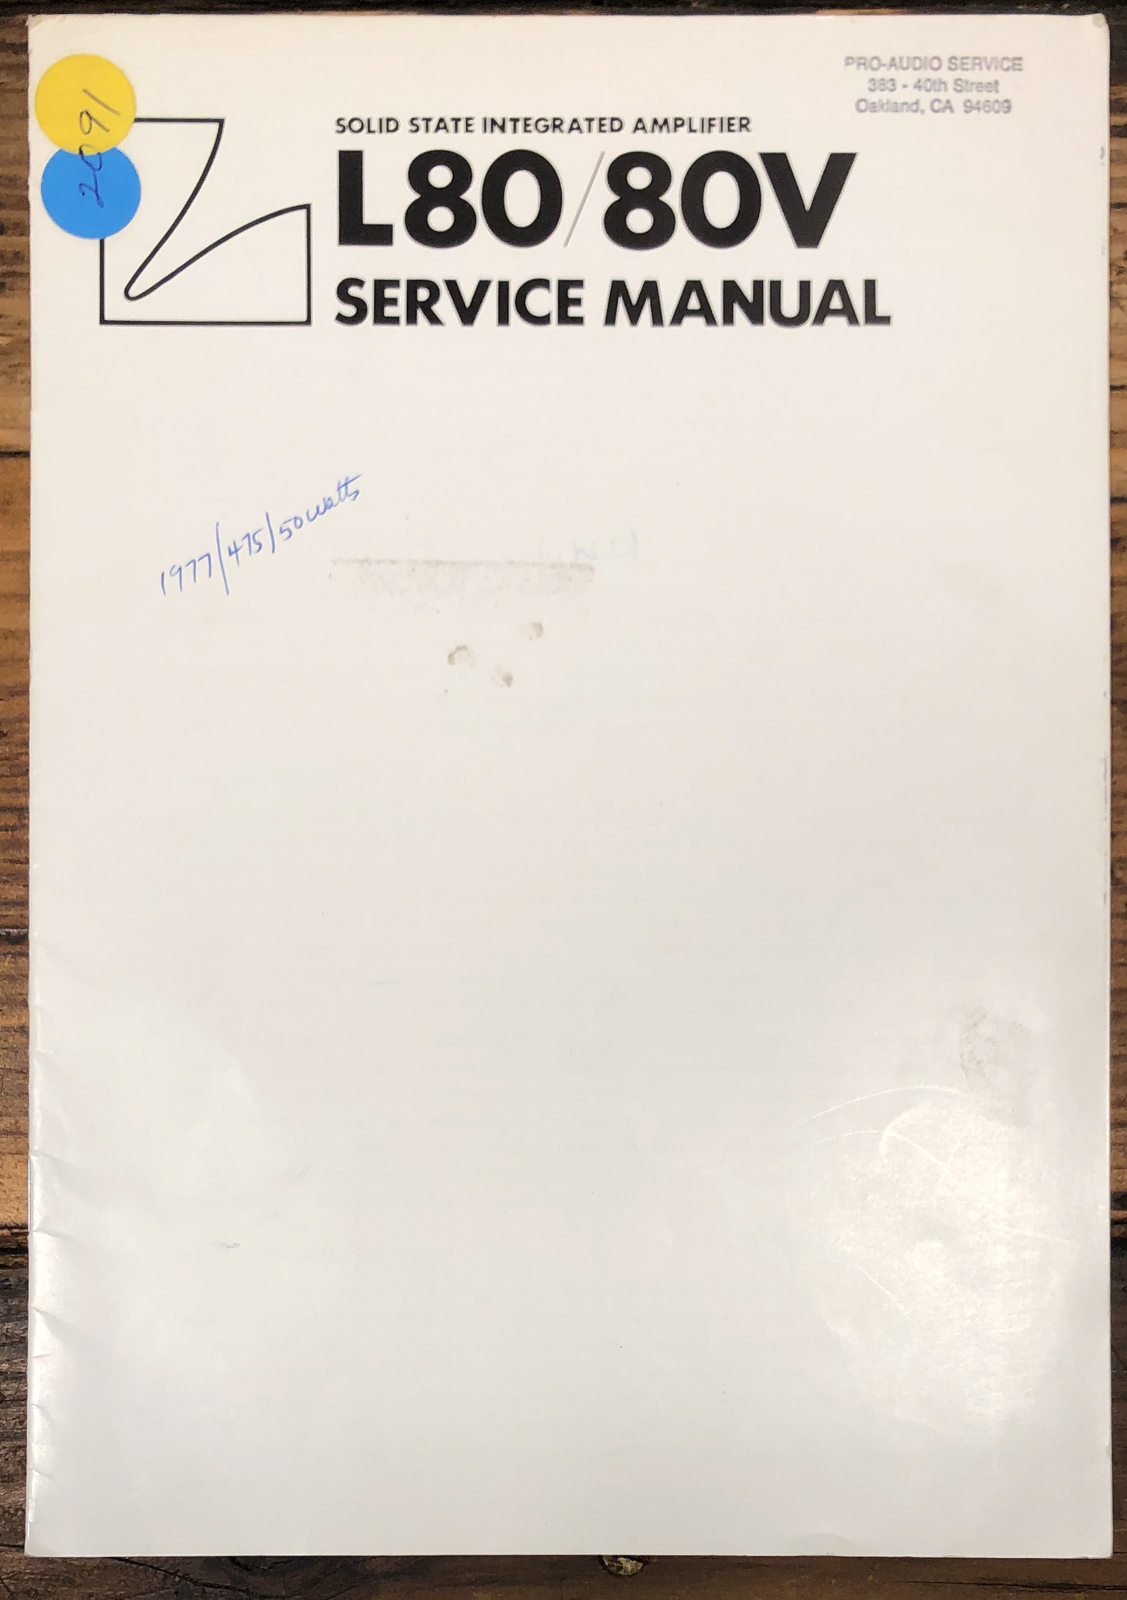 PRO-AUDIO SERVICE
383 - 40th Street
Oakland, CA 94609
2091
SOLID STATE INTEGRATED AMPLIFIER
L80/80V
SERVICE MANUAL
1977/475/50watts